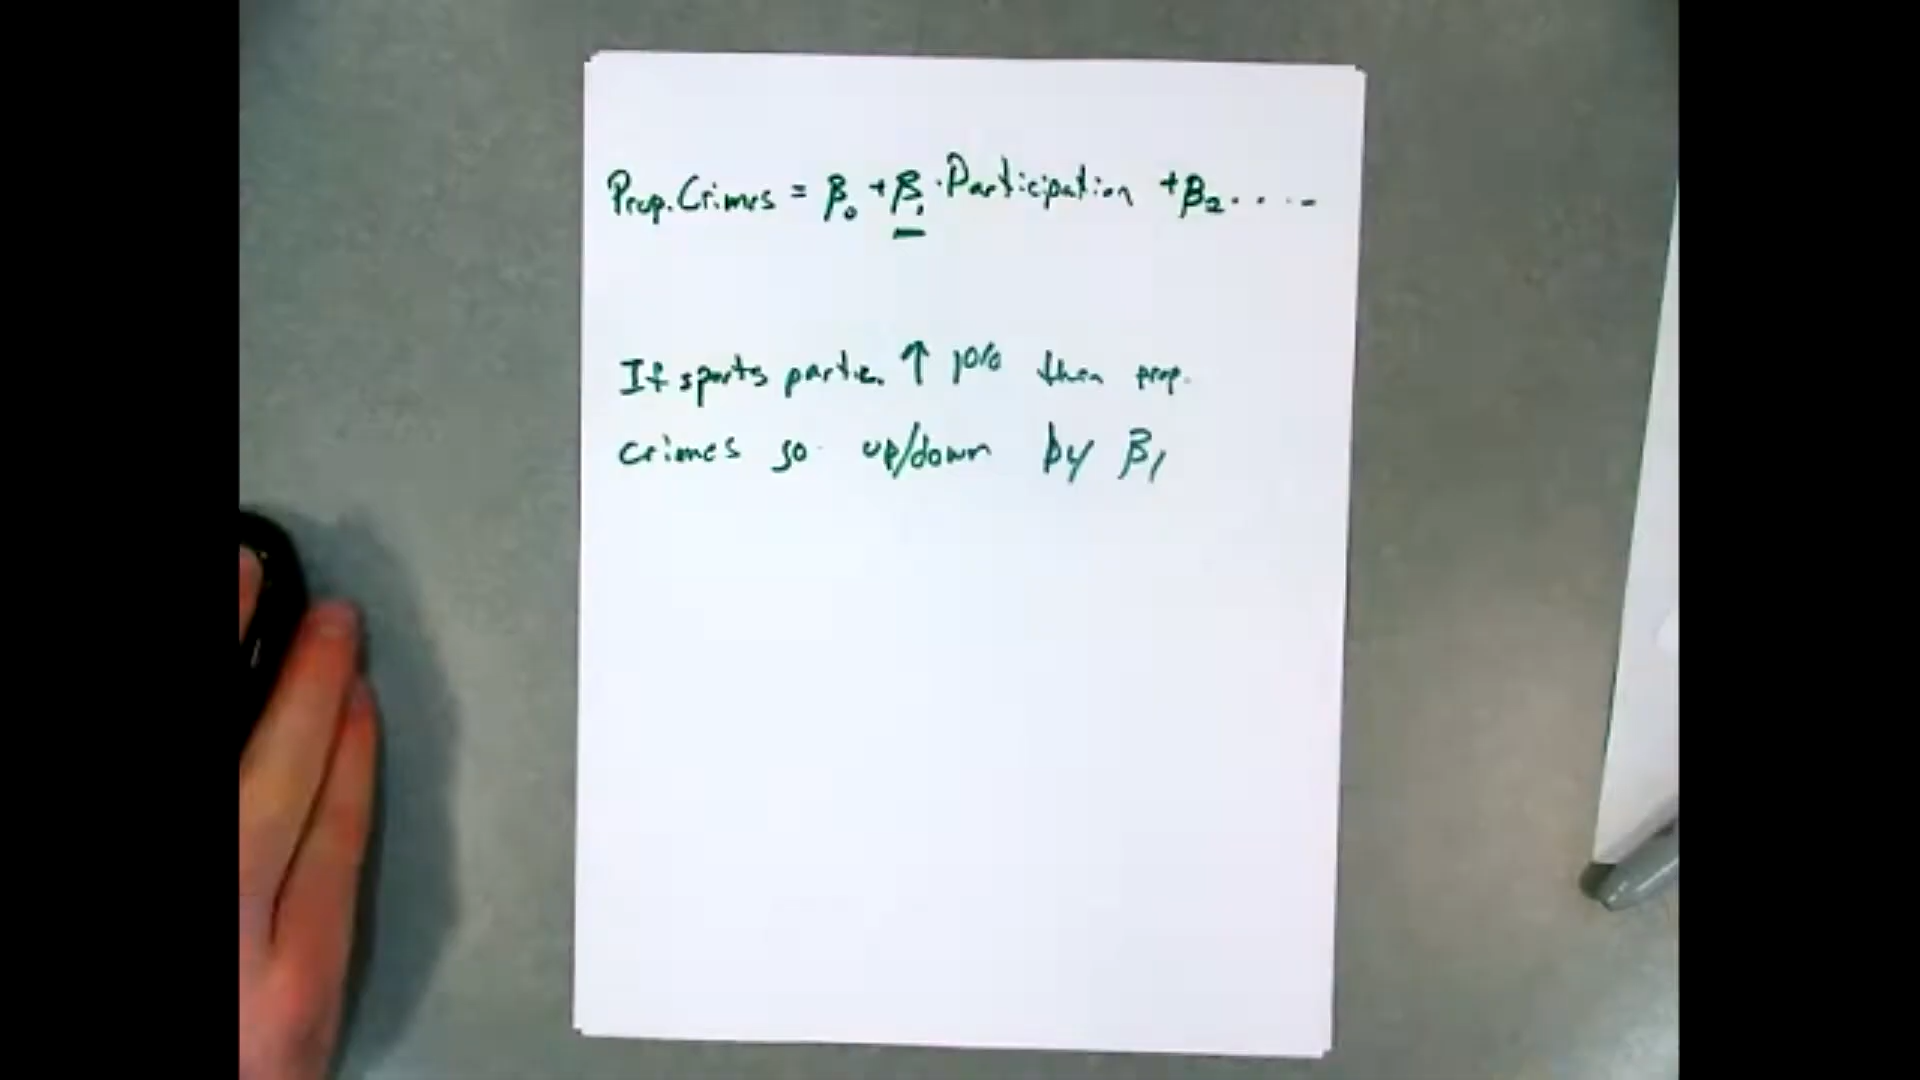 Prop. Crimes = β₀ + β₁ · Participation + β₂ . . . .
If sports partic. ↑ 10% then prop.
crimes go up/down by β₁